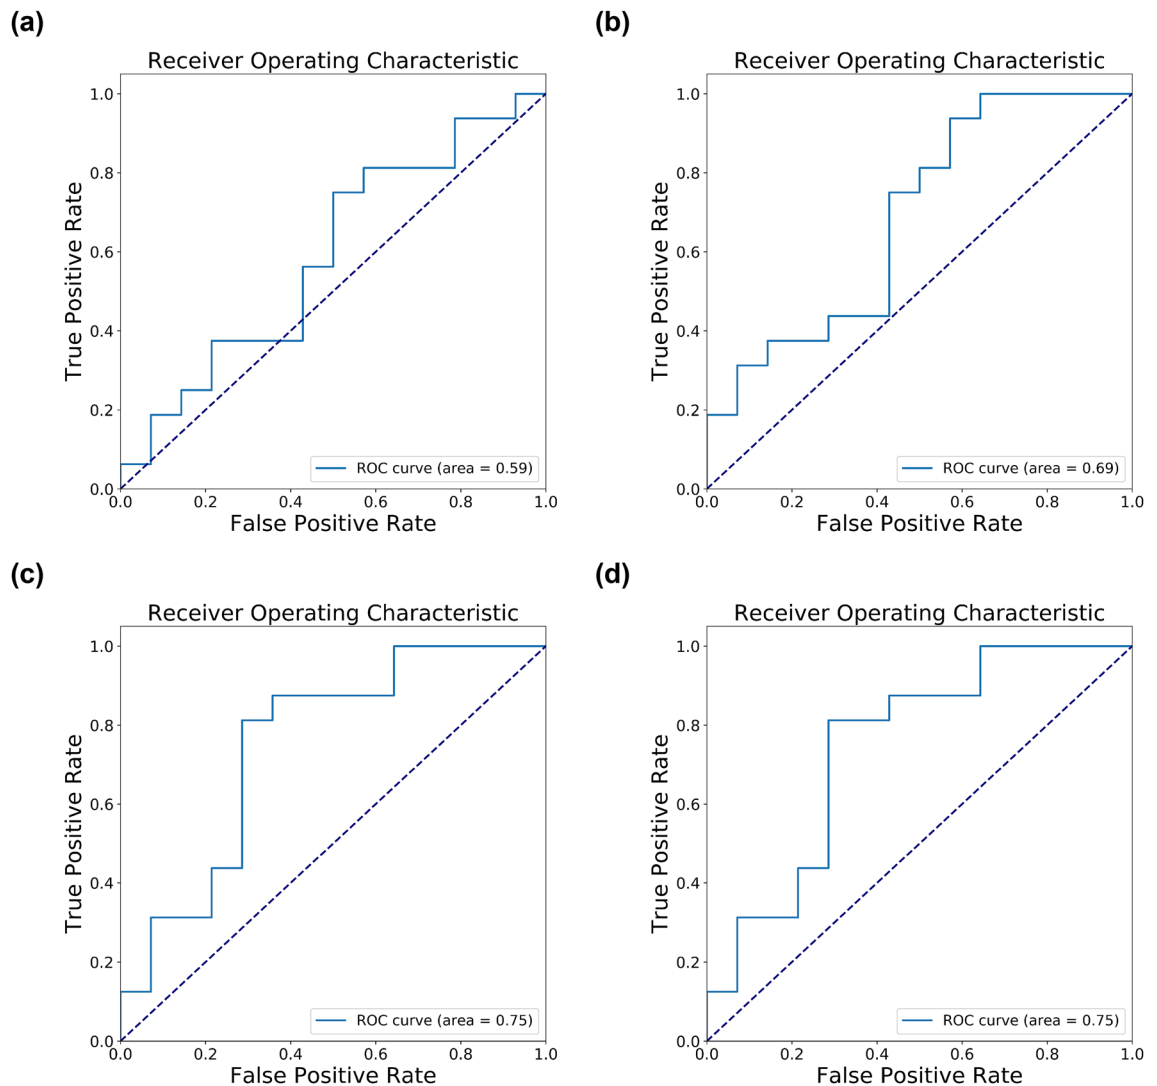 (a)
Receiver Operating Characteristic
True Positive Rate
1.0
0.8
0.6
0.4
0.2
0.0
ROC curve (area = 0.59)
0.0 0.2 0.4 0.6 0.8 1.0
False Positive Rate
(b)
Receiver Operating Characteristic
True Positive Rate
1.0
0.8
0.6
0.4
0.2
0.0
ROC curve (area = 0.69)
0.0 0.2 0.4 0.6 0.8 1.0
False Positive Rate
(c)
Receiver Operating Characteristic
True Positive Rate
1.0
0.8
0.6
0.4
0.2
0.0
ROC curve (area = 0.75)
0.0 0.2 0.4 0.6 0.8 1.0
False Positive Rate
(d)
Receiver Operating Characteristic
True Positive Rate
1.0
0.8
0.6
0.4
0.2
0.0
ROC curve (area = 0.75)
0.0 0.2 0.4 0.6 0.8 1.0
False Positive Rate